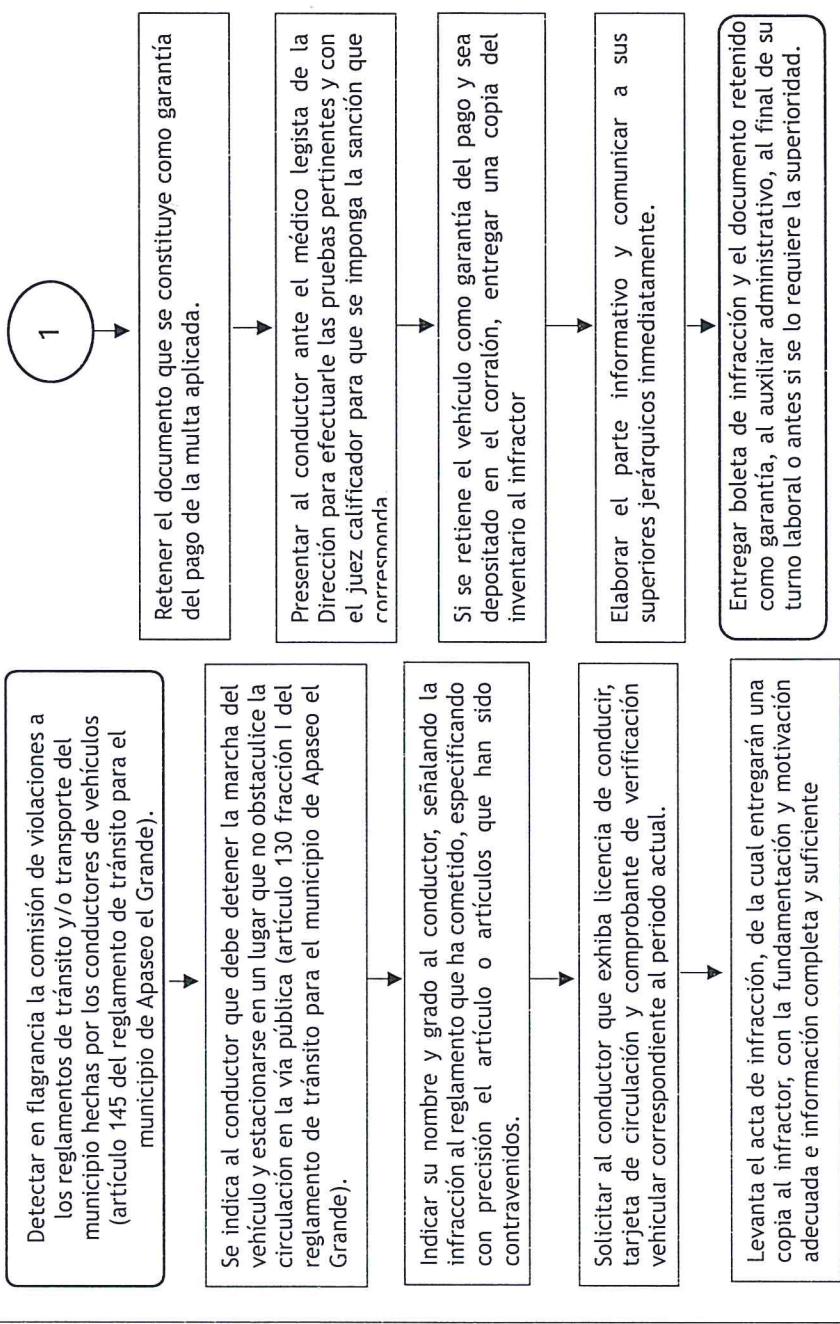 Detectar en flagrancia la comisión de violaciones a
los reglamentos de tránsito y/o transporte del
municipio hechas por los conductores de vehículos
(artículo 145 del reglamento de tránsito para el
municipio de Apaseo el Grande).
Se indica al conductor que debe detener la marcha del
vehículo y estacionarse en un lugar que no obstaculice la
circulación en la vía pública (artículo 130 fracción I del
reglamento de tránsito para el municipio de Apaseo el
Grande).
Indicar su nombre y grado al conductor, señalando la
infracción al reglamento que ha cometido, especificando
con precisión el artículo o artículos que han sido
contravenidos.
Solicitar al conductor que exhiba licencia de conducir,
tarjeta de circulación y comprobante de verificación
vehicular correspondiente al periodo actual.
Levanta el acta de infracción, de la cual entregarán una
copia al infractor, con la fundamentación y motivación
adecuada e información completa y suficiente
1
Retener el documento que se constituye como garantía
del pago de la multa aplicada.
Presentar al conductor ante el médico legista de la
Dirección para efectuarle las pruebas pertinentes y con
el juez calificador para que se imponga la sanción que
corresponda.
Si se retiene el vehículo como garantía del pago y sea
depositado en el corralón, entregar una copia del
inventario al infractor
Elaborar el parte informativo y comunicar a sus
superiores jerárquicos inmediatamente.
Entregar boleta de infracción y el documento retenido
como garantía, al auxiliar administrativo, al final de su
turno laboral o antes si se lo requiere la superioridad.